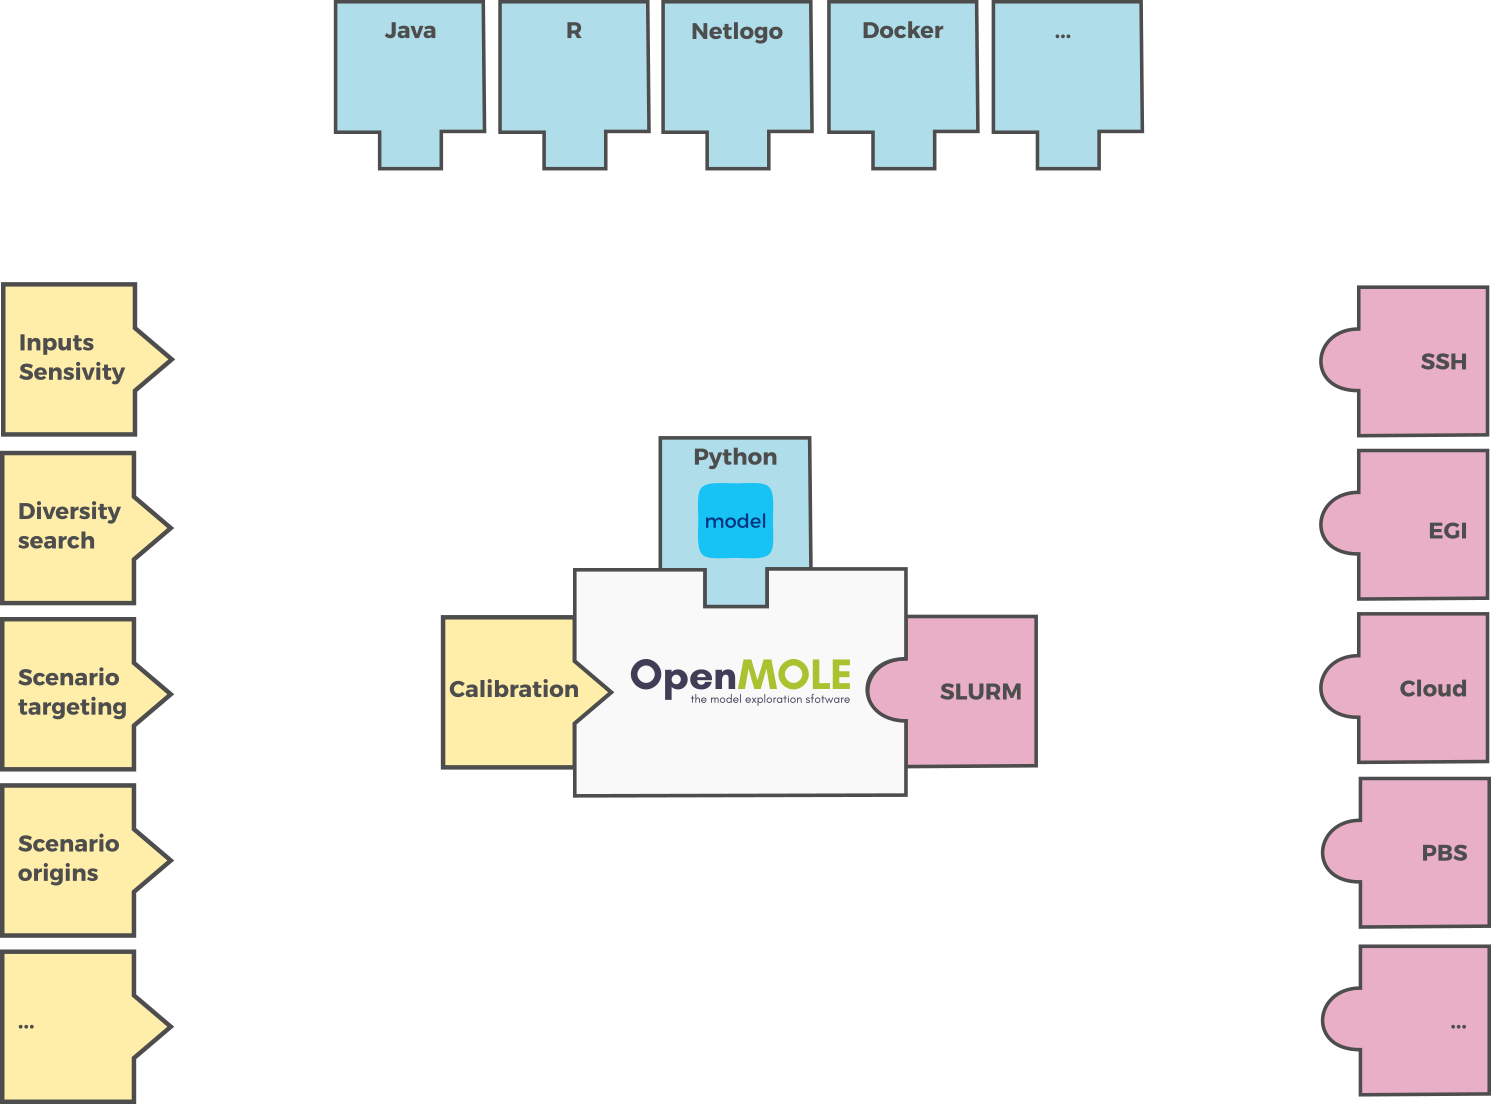 Java
R
Netlogo
Docker
...
Inputs
Sensivity
Diversity
search
Scenario
targeting
Scenario
origins
...
Python
model
Calibration
OpenMOLE
the model exploration sfotware
SLURM
SSH
EGI
Cloud
PBS
...